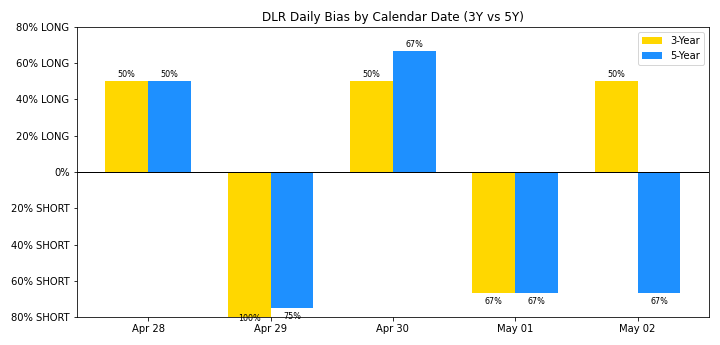 DLR Daily Bias by Calendar Date (3Y vs 5Y)
80% LONG
60% LONG
40% LONG
20% LONG
0%
20% SHORT
40% SHORT
60% SHORT
80% SHORT
3-Year
5-Year
50% 50% 100% 75% 50% 67% 67% 67% 50% 67%
Apr 28 Apr 29 Apr 30 May 01 May 02